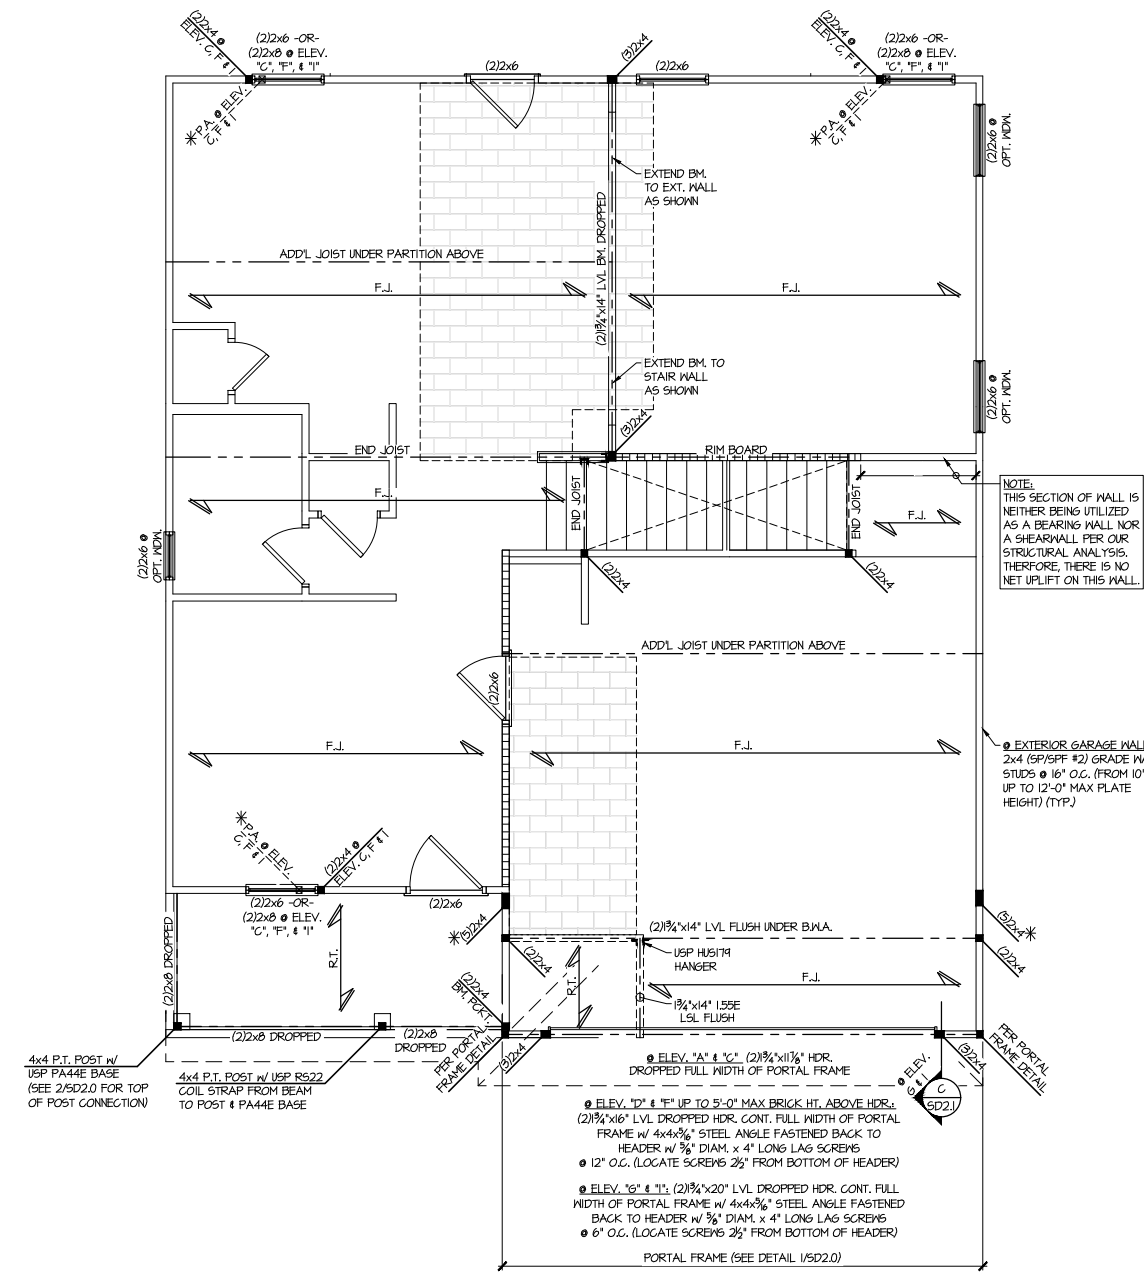 (2)2x4 @
ELEV. C, F & I
(2)2x6 -OR-
(2)2x8 @ ELEV.
"C", "F", & "I"
P.A. @ ELEV.
C, F & I
(2)2x6
(3)2x4
(2)2x6
(2)2x4 @
ELEV. C, F & I
(2)2x6 -OR-
(2)2x8 @ ELEV.
"C", "F", & "I"
P.A. @ ELEV.
C, F & I
(2)2x6 @
OPT. WDW.
EXTEND BM.
TO EXT. WALL
AS SHOWN
(2)1¾"x14" LVL BM. DROPPED
ADD'L JOIST UNDER PARTITION ABOVE
F.J.
F.J.
EXTEND BM. TO
STAIR WALL
AS SHOWN
(2)2x6 @
OPT. WDW.
(3)2x4
END JOIST
RIM BOARD
F.J.
END JOIST
END JOIST
F.J.
NOTE:
THIS SECTION OF WALL IS
NEITHER BEING UTILIZED
AS A BEARING WALL NOR
A SHEARWALL PER OUR
STRUCTURAL ANALYSIS.
THERFORE, THERE IS NO
NET UPLIFT ON THIS WALL.
(2)2x6 @
OPT. WDW.
(2)2x4
(2)2x4
ADD'L JOIST UNDER PARTITION ABOVE
(2)2x6
F.J.
F.J.
@ EXTERIOR GARAGE WALL
2x4 (SP/SPF #2) GRADE W
STUDS @ 16" O.C. (FROM 10'
UP TO 12'-0" MAX PLATE
HEIGHT) (TYP.)
P.A. @ ELEV.
C, F & I
(2)2x4 @
ELEV. C, F & I
(2)2x6 -OR-
(2)2x8 @ ELEV.
"C", "F", & "I"
(2)2x6
(5)2x4
(2)2x4
(2)1¾"x14" LVL FLUSH UNDER B.W.A.
(5)2x4
(2)2x4
USP HUS179
HANGER
(2)2x8 DROPPED
R.T.
R.T.
F.J.
(2)2x4
BM. PCKT.
1¾"x14" 1.55E
LSL FLUSH
(2)2x8 DROPPED
(2)2x8
DROPPED
PER PORTAL
FRAME DETAIL
(3)2x4
(3)2x4
PER PORTAL
FRAME DETAIL
4x4 P.T. POST w/
USP PA44E BASE
(SEE 2/SD2.0 FOR TOP
OF POST CONNECTION)
4x4 P.T. POST w/ USP RS22
COIL STRAP FROM BEAM
TO POST & PA44E BASE
@ ELEV. "A" & "C" (2)1¾"x11⅞" HDR.
DROPPED FULL WIDTH OF PORTAL FRAME
@ ELEV.
G & I
C
SD2.1
@ ELEV. "D" & "F" UP TO 5'-0" MAX BRICK HT. ABOVE HDR.:
(2)1¾"x16" LVL DROPPED HDR. CONT. FULL WIDTH OF PORTAL
FRAME w/ 4x4x5/16" STEEL ANGLE FASTENED BACK TO
HEADER w/ ⅝" DIAM. x 4" LONG LAG SCREWS
@ 12" O.C. (LOCATE SCREWS 2½" FROM BOTTOM OF HEADER)
@ ELEV. "G" & "I": (2)1¾"x20" LVL DROPPED HDR. CONT. FULL
WIDTH OF PORTAL FRAME w/ 4x4x5/16" STEEL ANGLE FASTENED
BACK TO HEADER w/ ⅝" DIAM. x 4" LONG LAG SCREWS
@ 6" O.C. (LOCATE SCREWS 2½" FROM BOTTOM OF HEADER)
PORTAL FRAME (SEE DETAIL 1/SD2.0)